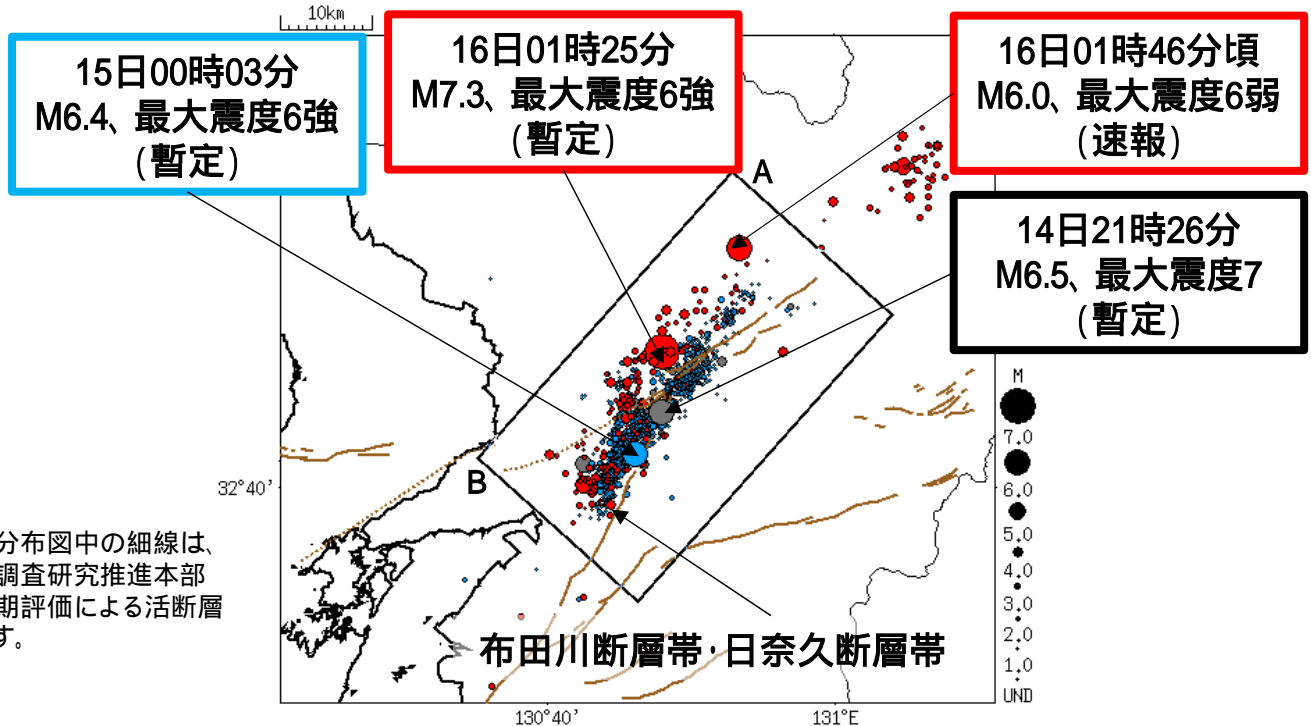 10km
15日00時03分
M6.4、最大震度6強
(暫定)
16日01時25分
M7.3、最大震度6強
(暫定)
16日01時46分頃
M6.0、最大震度6弱
(速報)
14日21時26分
M6.5、最大震度7
(暫定)
A
B
M
7.0
6.0
5.0
4.0
3.0
2.0
1.0
UND
32°40'
分布図中の細線は、
調査研究推進本部
期評価による活断層
す。
布田川断層帯・日奈久断層帯
130°40'
131°E